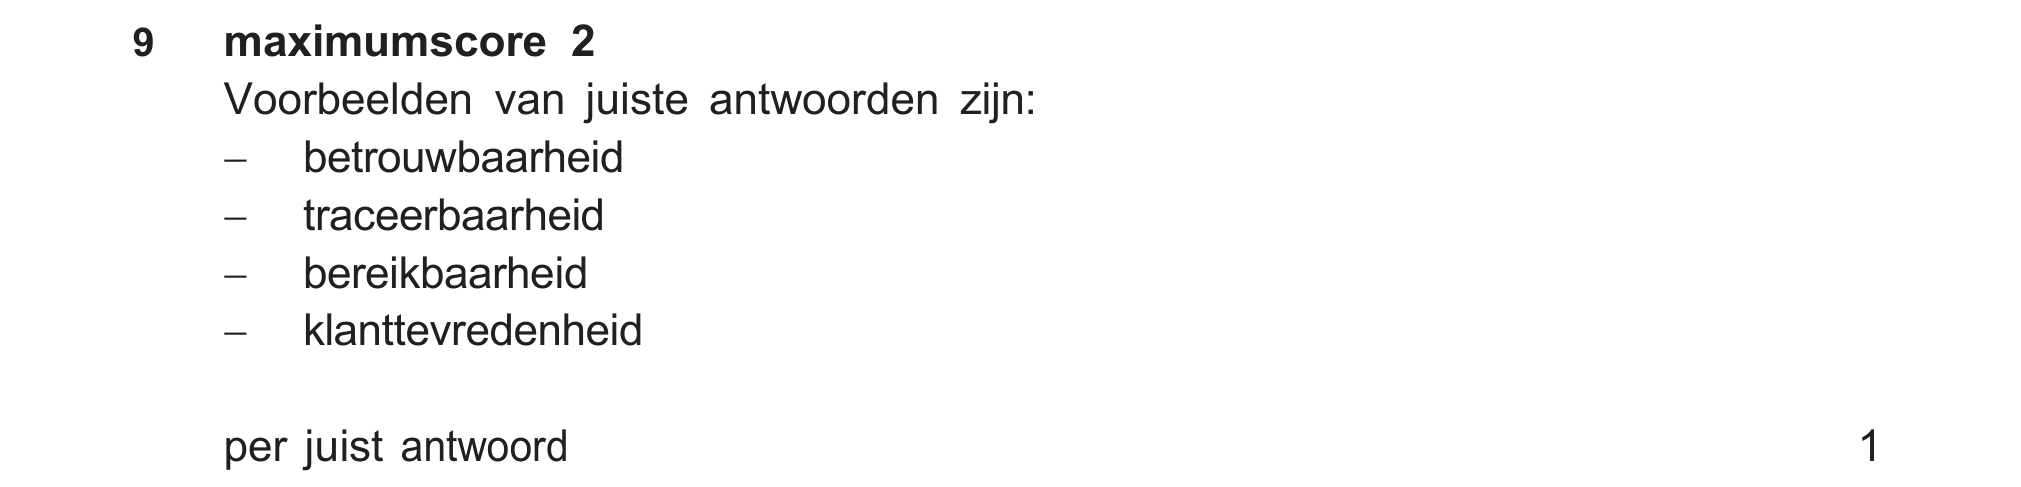 9 maximumscore 2
Voorbeelden van juiste antwoorden zijn:
– betrouwbaarheid
– traceerbaarheid
– bereikbaarheid
– klanttevredenheid
per juist antwoord 1